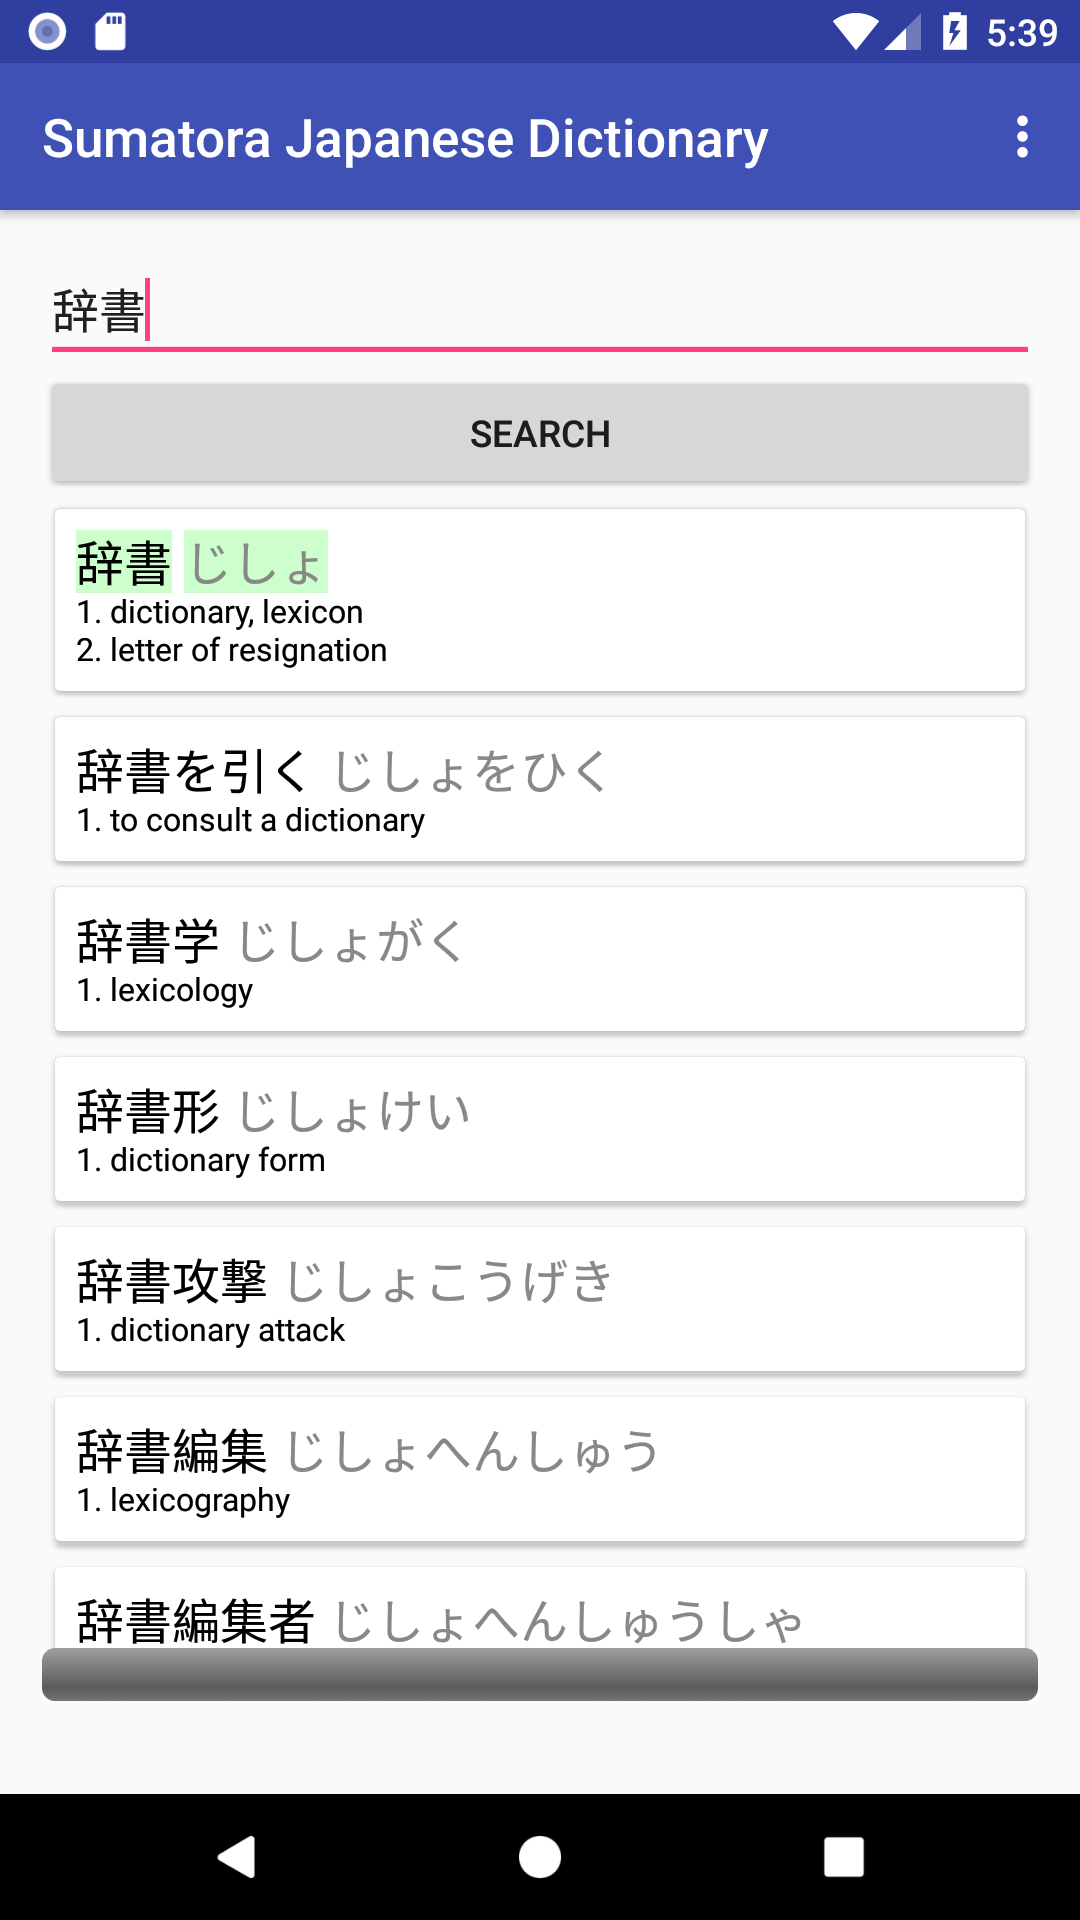 5:39
Sumatora Japanese Dictionary
辞書
SEARCH
辞書 じしょ
1. dictionary, lexicon
2. letter of resignation
辞書を引く じしょをひく
1. to consult a dictionary
辞書学 じしょがく
1. lexicology
辞書形 じしょけい
1. dictionary form
辞書攻撃 じしょこうげき
1. dictionary attack
辞書編集 じしょへんしゅう
1. lexicography
辞書編集者 じしょへんしゅうしゃ